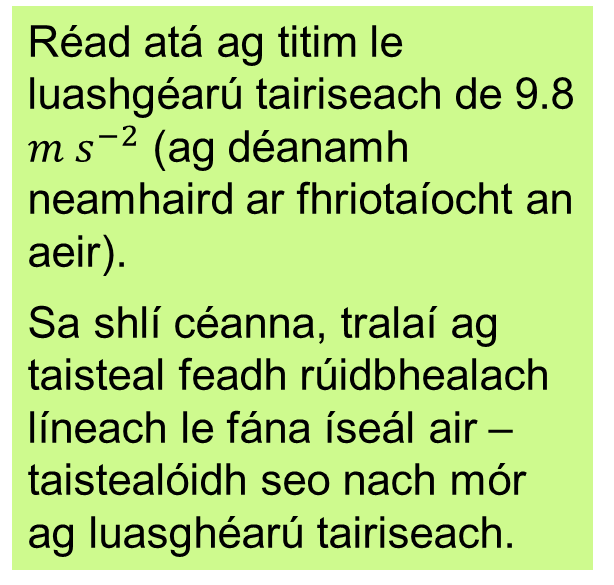 Réad atá ag titim le
luashgéarú tairiseach de 9.8
m s⁻² (ag déanamh
neamhaird ar fhriotaíocht an
aeir).
Sa shlí céanna, tralaí ag
taisteal feadh rúidbhealach
líneach le fána íseál air –
taistealóidh seo nach mór
ag luasghéarú tairiseach.